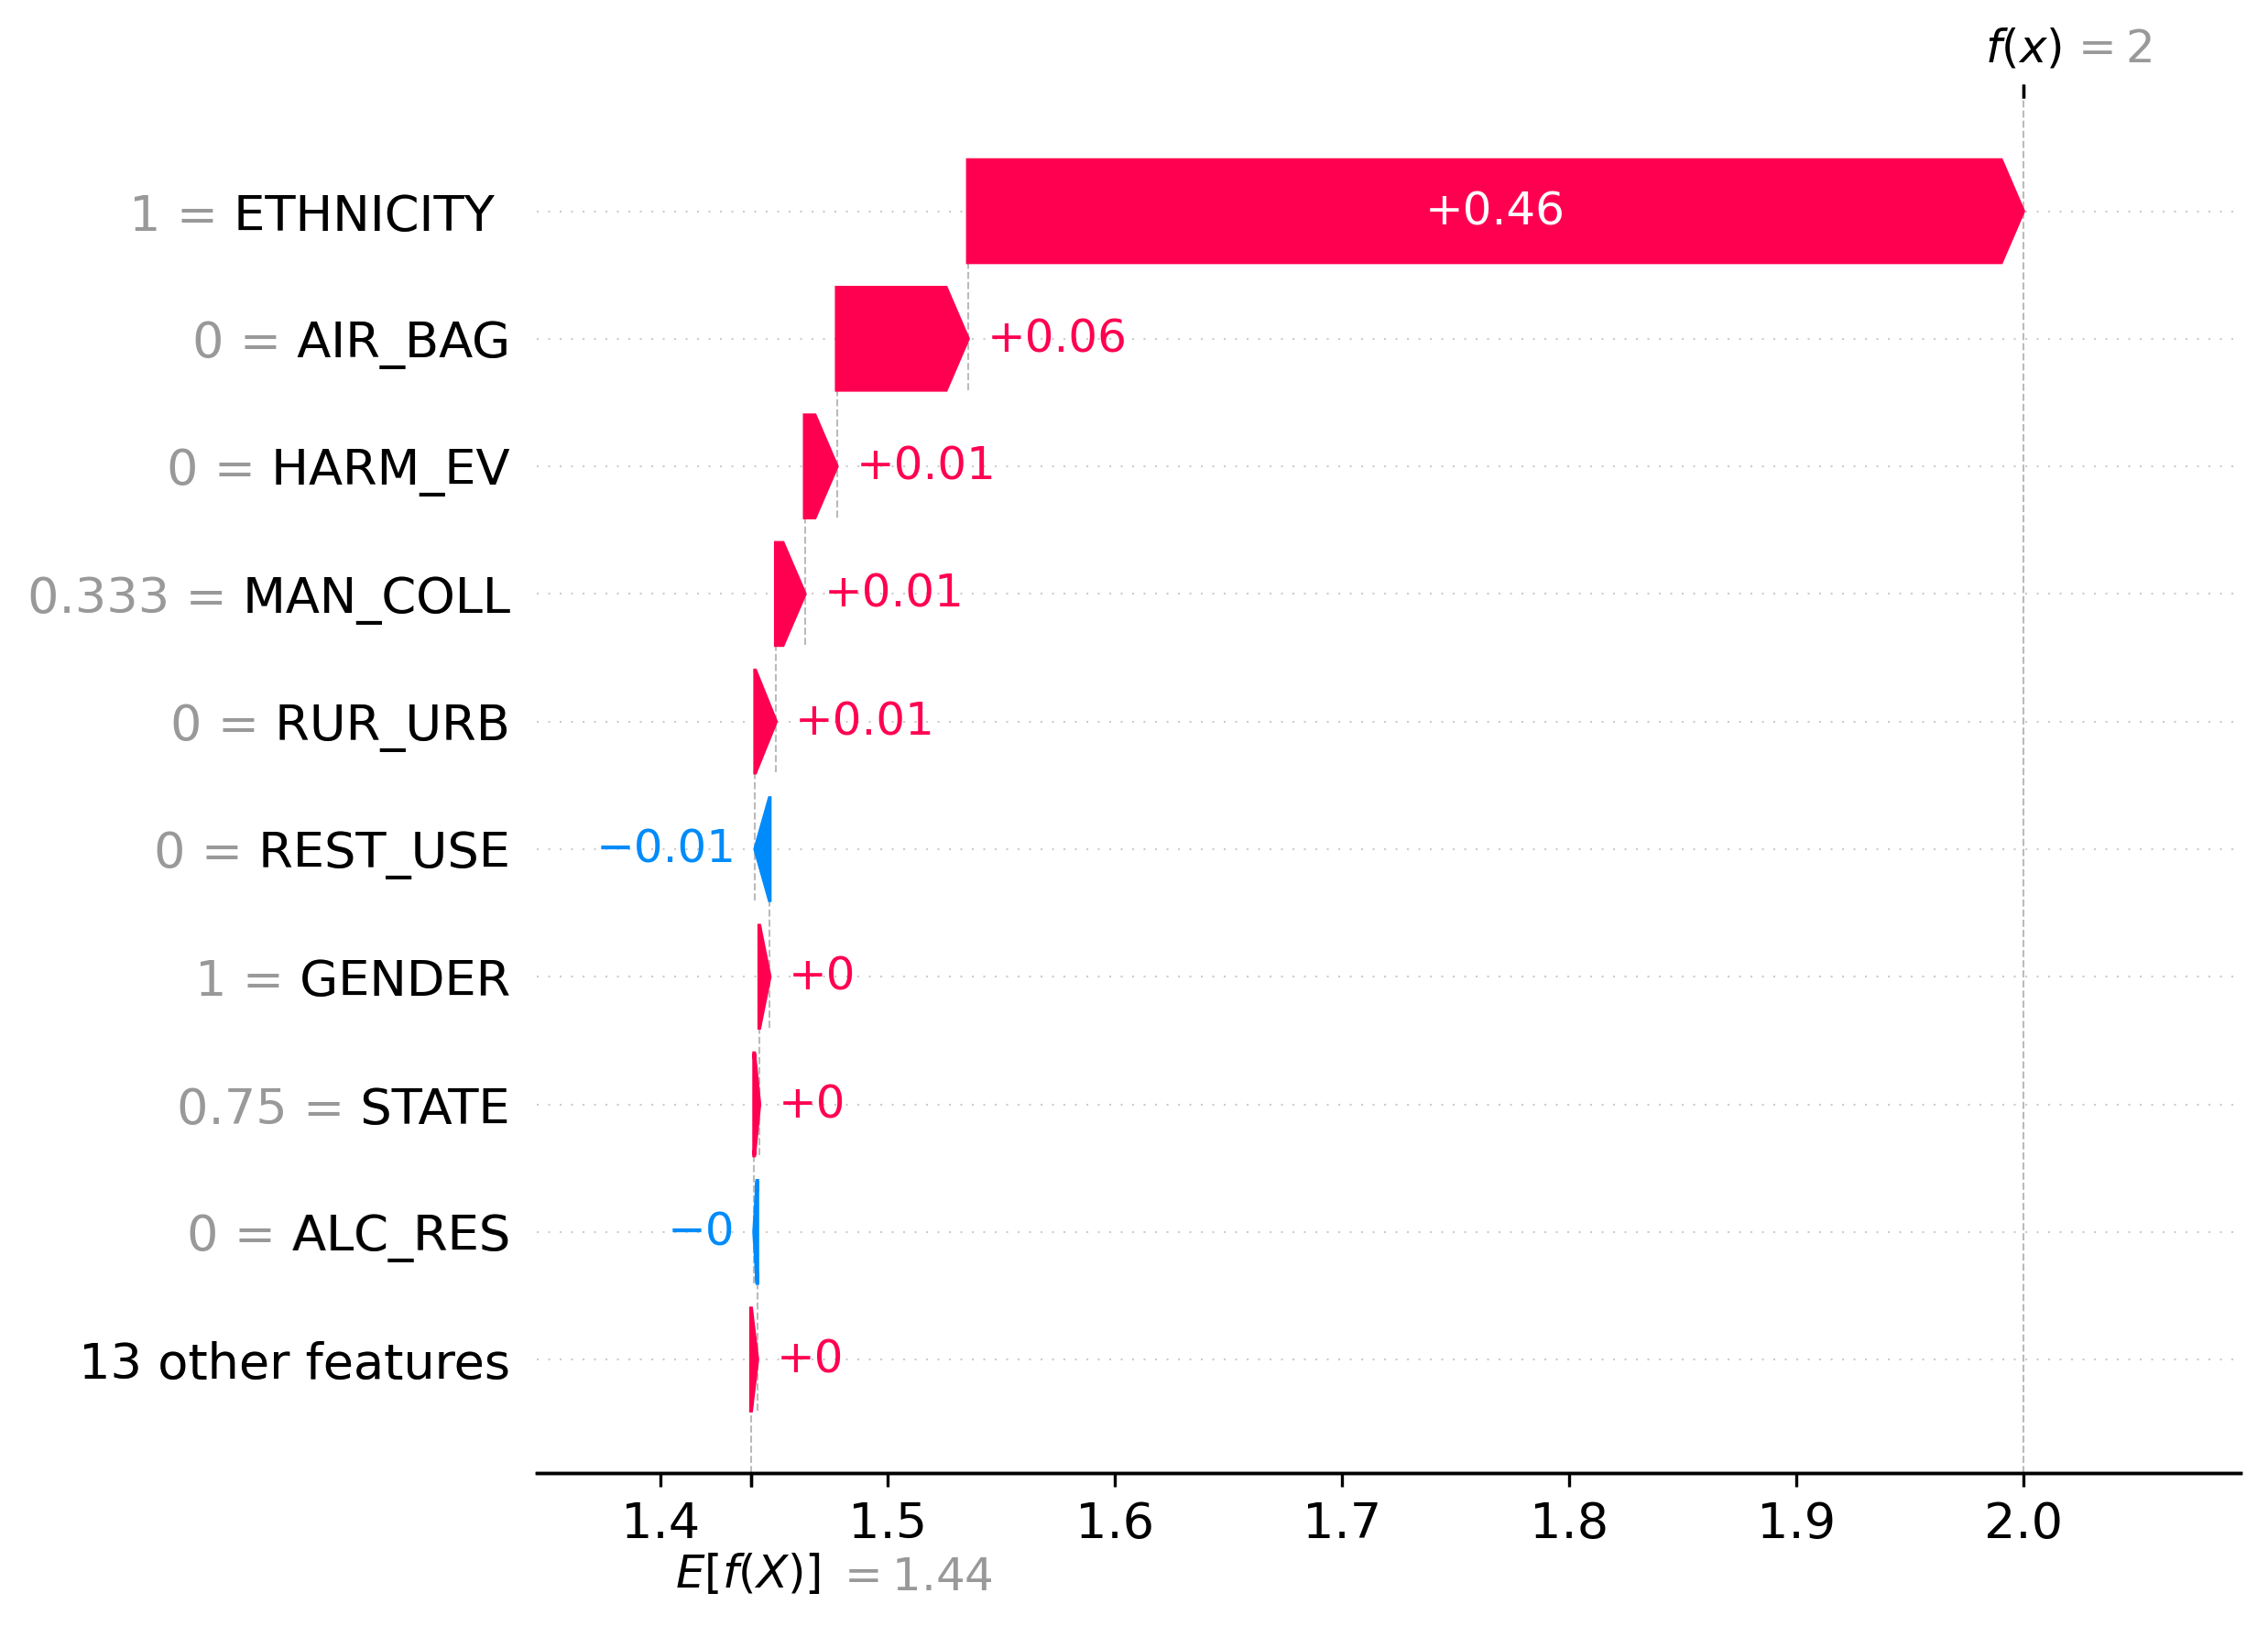 f(x) = 2
1 = ETHNICITY
+0.46
0 = AIR_BAG
+0.06
0 = HARM_EV
+0.01
0.333 = MAN_COLL
+0.01
0 = RUR_URB
+0.01
0 = REST_USE
−0.01
1 = GENDER
+0
0.75 = STATE
+0
0 = ALC_RES
−0
13 other features
+0
1.4 1.5 1.6 1.7 1.8 1.9 2.0
E[f(X)] = 1.44